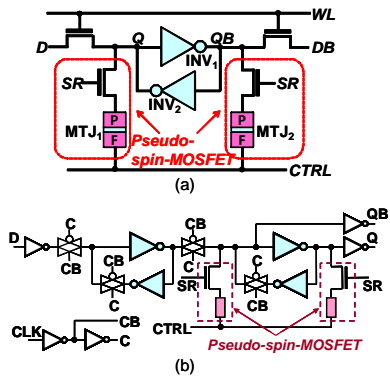 WL
D Q QB DB
INV1
SR SR
INV2
P P
MTJ1 MTJ2
F Pseudo- F
spin-MOSFET
CTRL
(a)
QB
C C
D Q
CB CB
CB CB
C SR C SR
CB
CLK CTRL
C
Pseudo-spin-MOSFET
(b)